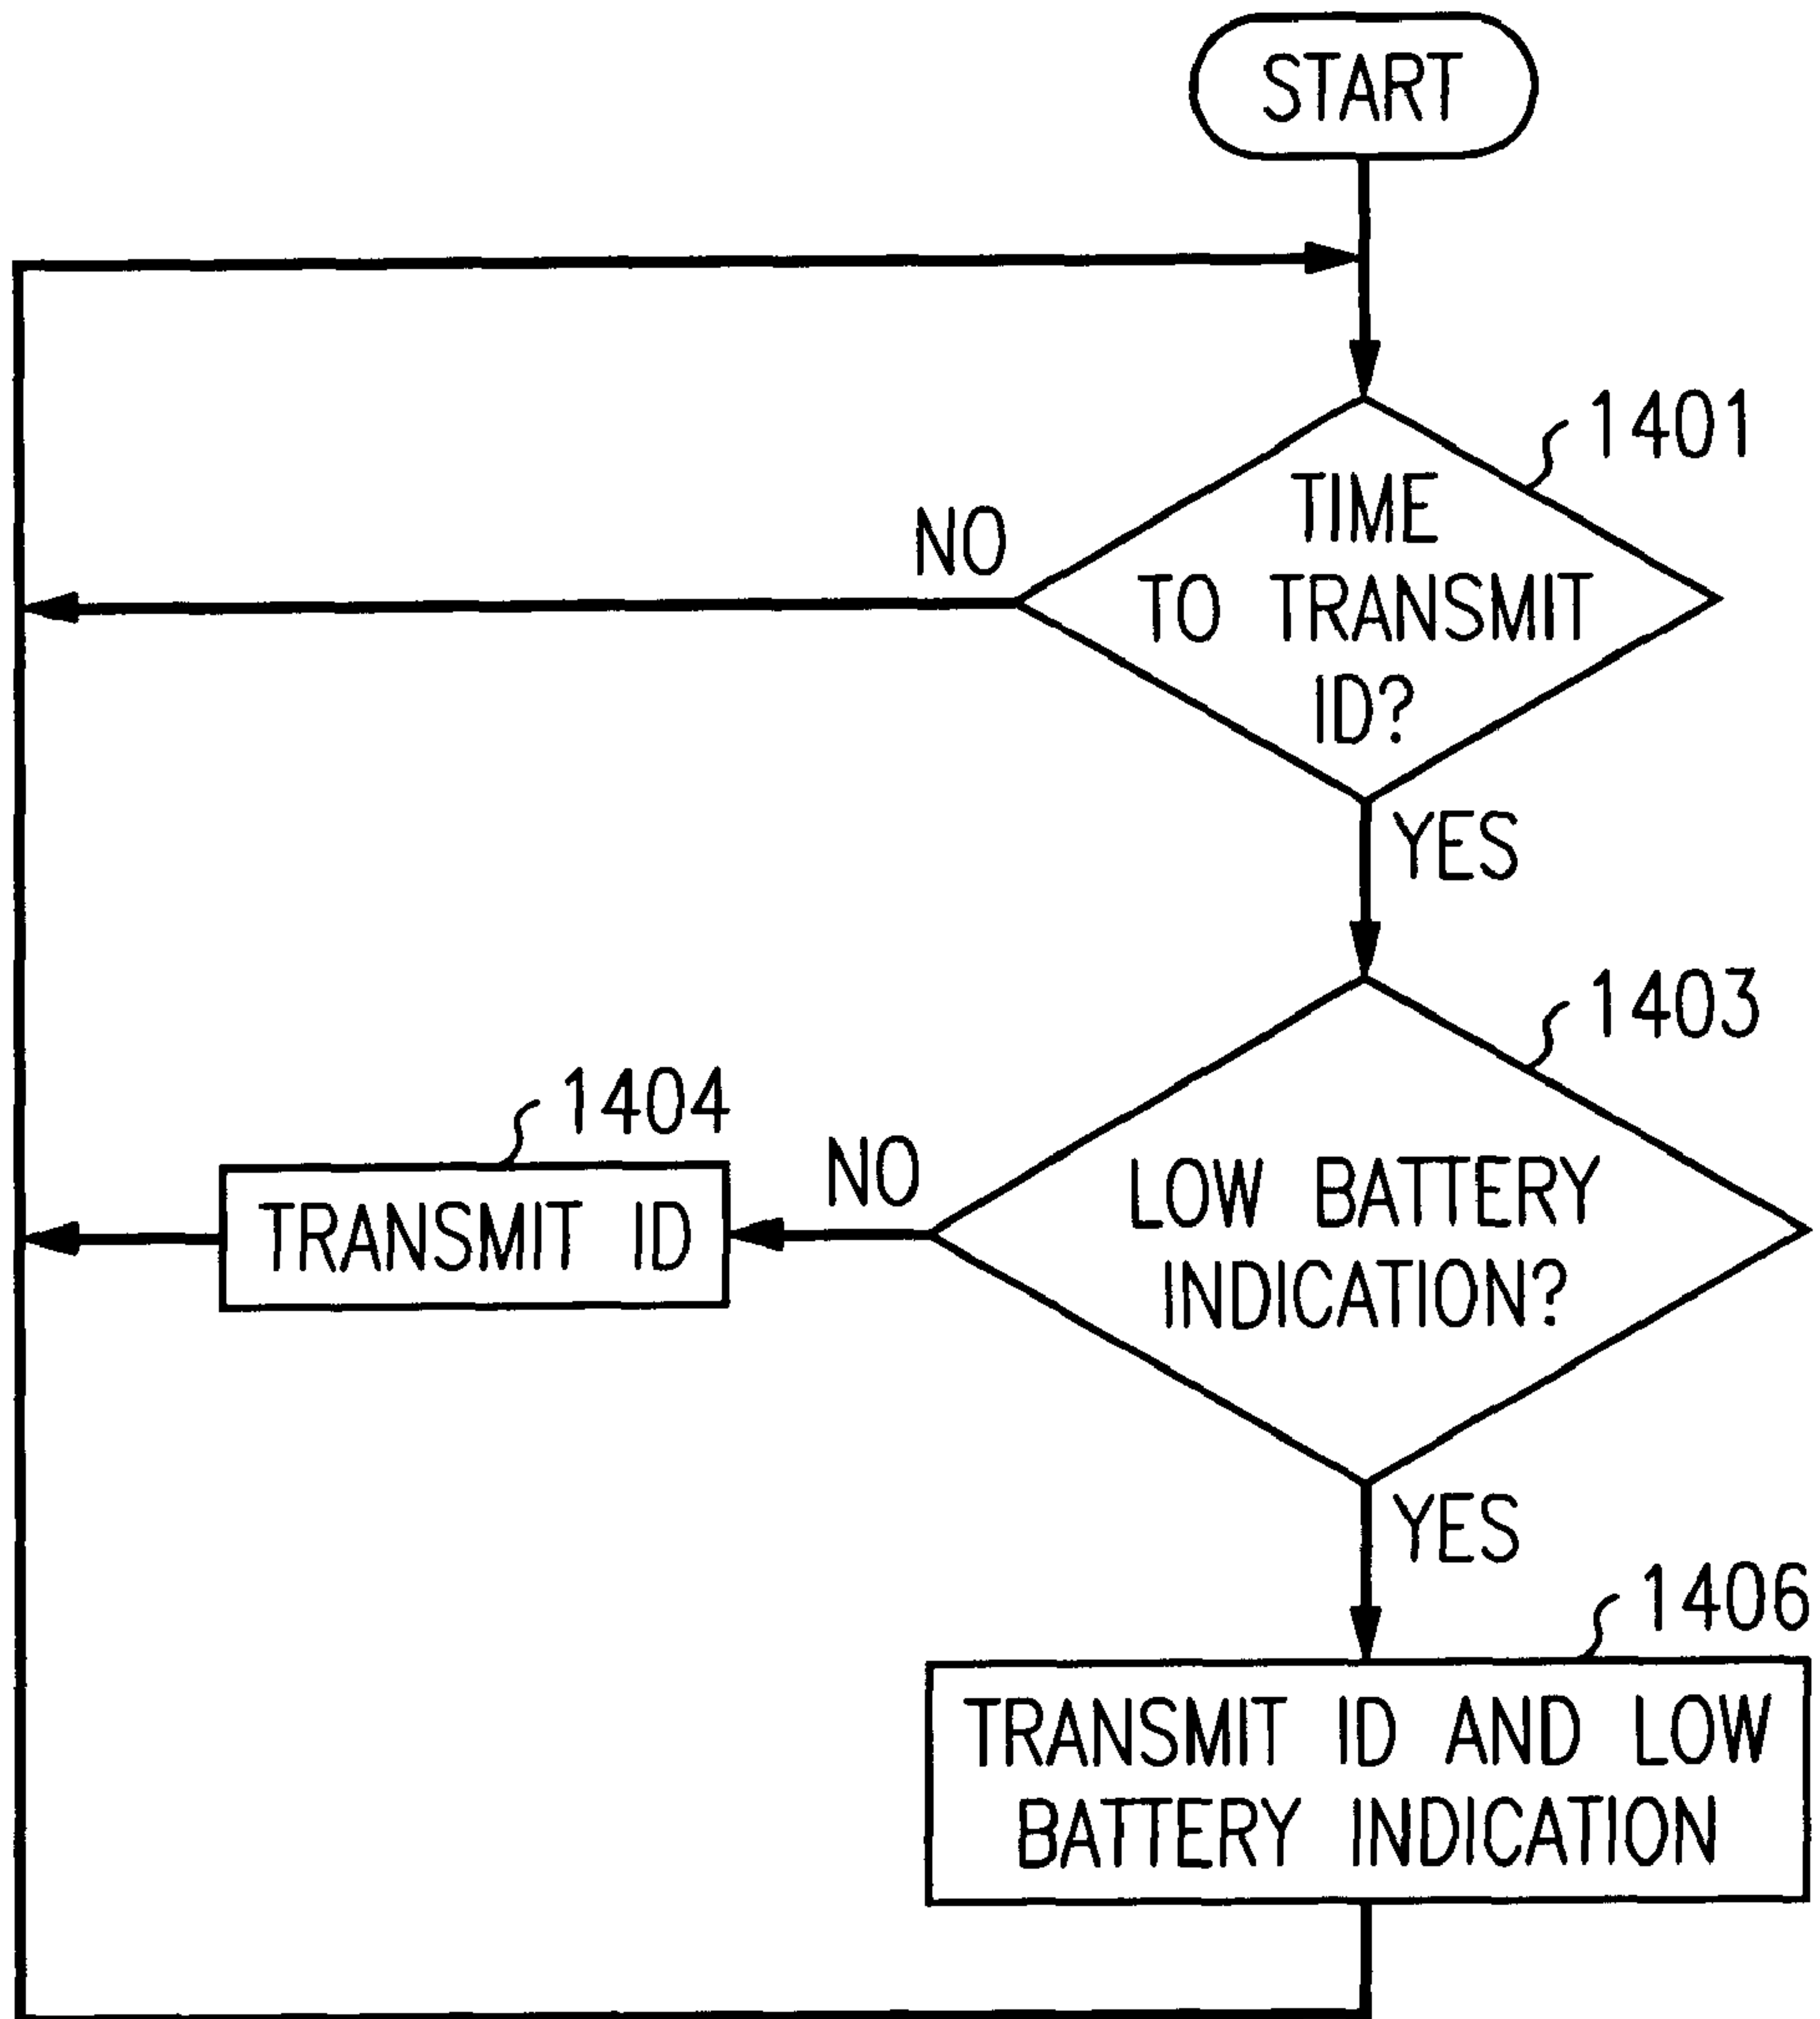 START
1401
TIME
TO TRANSMIT
ID?
NO
YES
1403
LOW BATTERY
INDICATION?
NO
1404
TRANSMIT ID
YES
1406
TRANSMIT ID AND LOW
BATTERY INDICATION